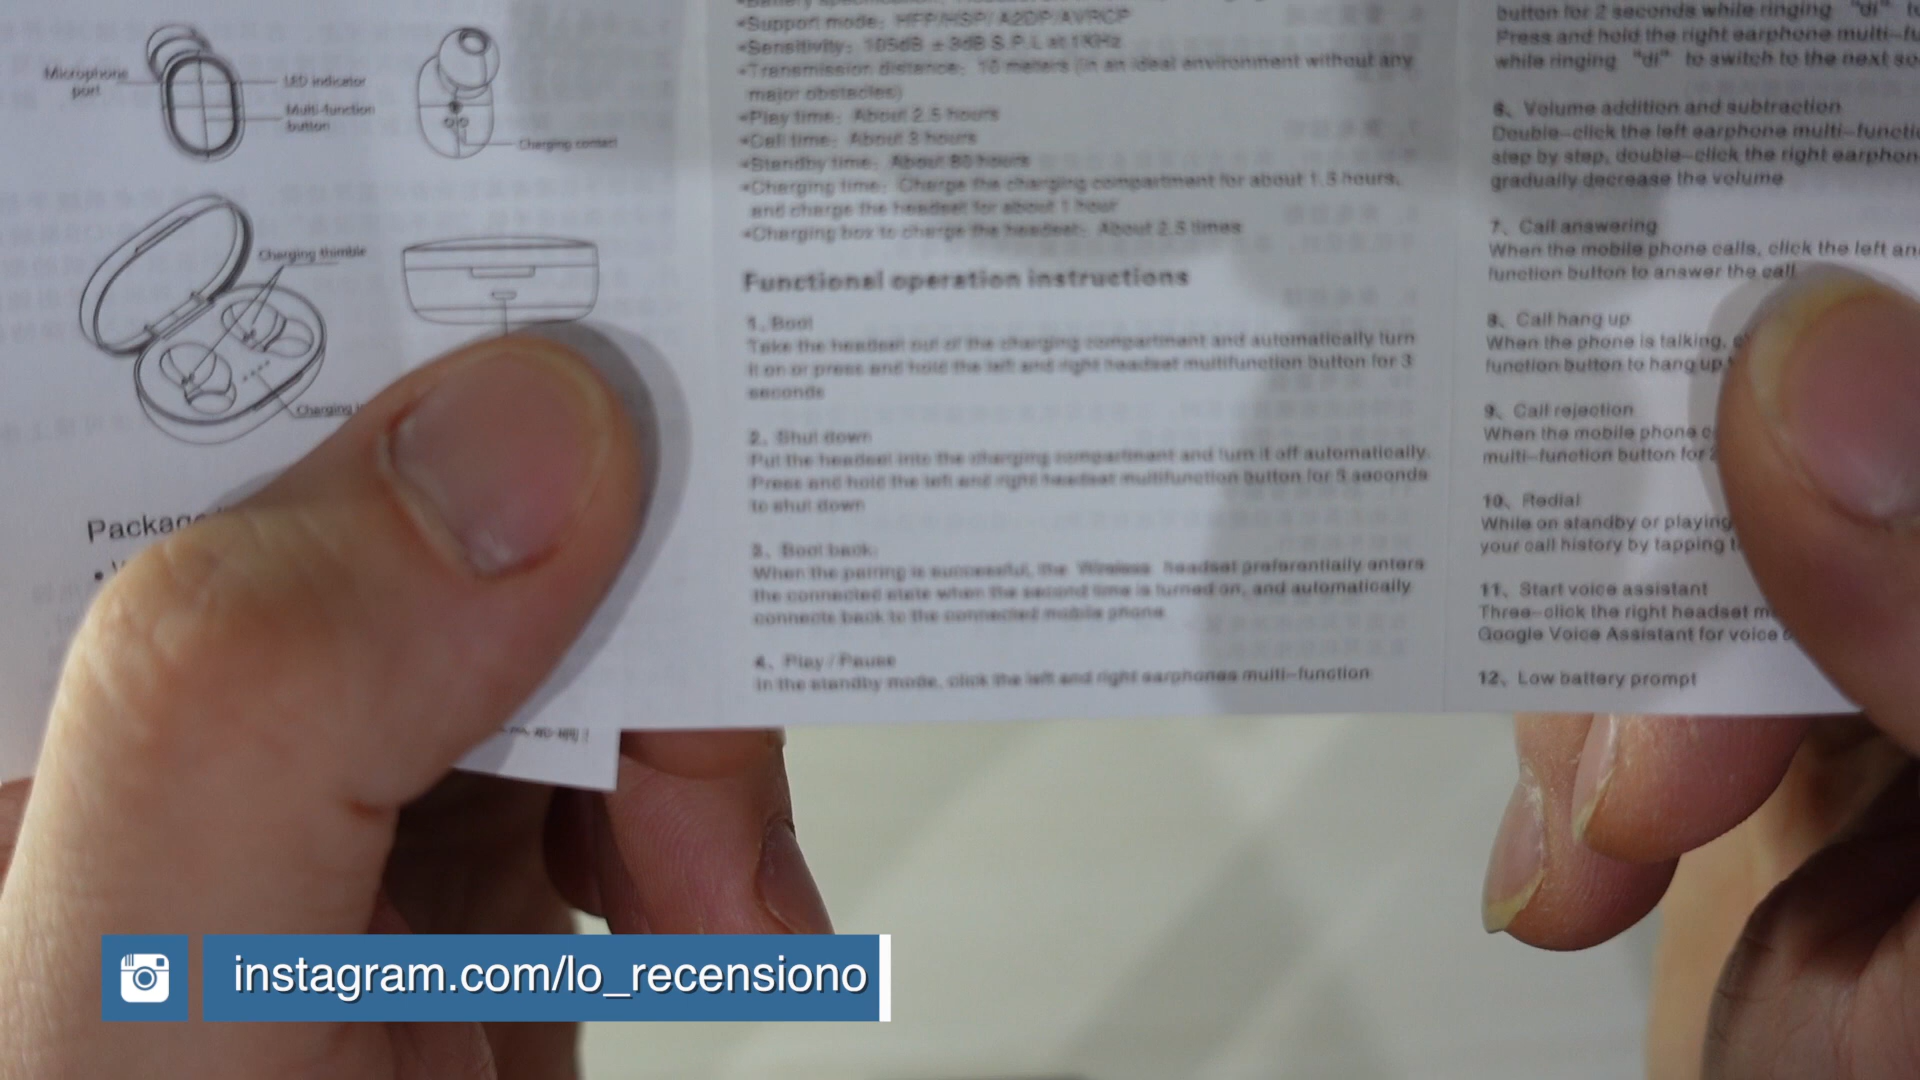 Microphone
port
LED indicator
Multi-function
button
Charging contact
Charging thimble
Charging
Package
•Support mode: HFP/HSP/ A2DP/AVRCP
•Sensitivity: 105dB ±3dB S.P.L at 1KHz
•Transmission distance: 10 meters (in an ideal environment without any
major obstacles)
•Play time: About 2.5 hours
•Call time: About 3 hours
•Standby time: About 80 hours
•Charging time: Charge the charging compartment for about 1.5 hours,
and charge the headset for about 1 hour
•Charging box to charge the headset: About 2.5 times
Functional operation instructions
1、Boot
Take the headset out of the charging compartment and automatically turn
it on or press and hold the left and right headset multifunction button for 3
seconds
2、Shut down
Put the headset into the charging compartment and turn it off automatically.
Press and hold the left and right headset multifunction button for 5 seconds
to shut down
3、Boot back:
When the pairing is successful, the Wireless headset preferentially enters
the connected state when the second time is turned on, and automatically
connects back to the connected mobile phone
4、Play / Pause
In the standby mode, click the left and right earphones multi-function
button for 2 seconds while ringing "di"
Press and hold the right earphone multi-fu
while ringing "di" to switch to the next so
6、Volume addition and subtraction
Double-click the left earphone multi-functi
step by step, double-click the right earphon
gradually decrease the volume
7、Call answering
When the mobile phone calls, click the left an
function button to answer the call
8、Call hang up
When the phone is talking,
function button to hang up
9、Call rejection
When the mobile phone
multi-function button for 2
10、Redial
While on standby or playing
your call history by tapping
11、Start voice assistant
Three-click the right headset m
Google Voice Assistant for voice
12、Low battery prompt
instagram.com/lo_recensiono